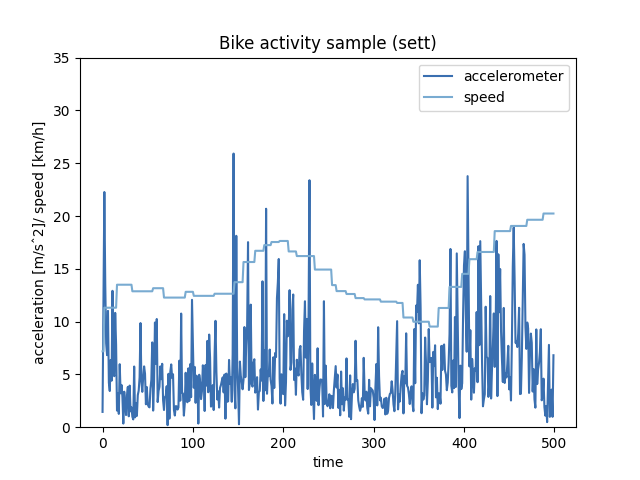 Bike activity sample (sett)
accelerometer
speed
acceleration [m/s^2]/ speed [km/h]
35
30
25
20
15
10
5
0
0 100 200 300 400 500
time